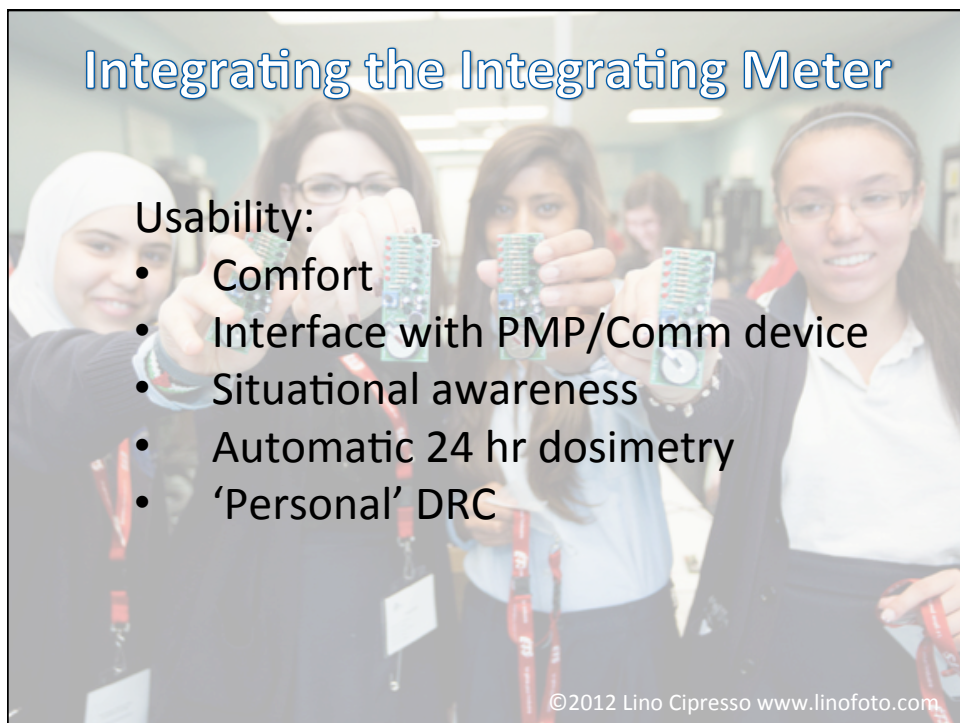 Integrating the Integrating Meter
Usability:
• Comfort
• Interface with PMP/Comm device
• Situational awareness
• Automatic 24 hr dosimetry
• ‘Personal’ DRC
©2012 Lino Cipresso www.linofoto.com